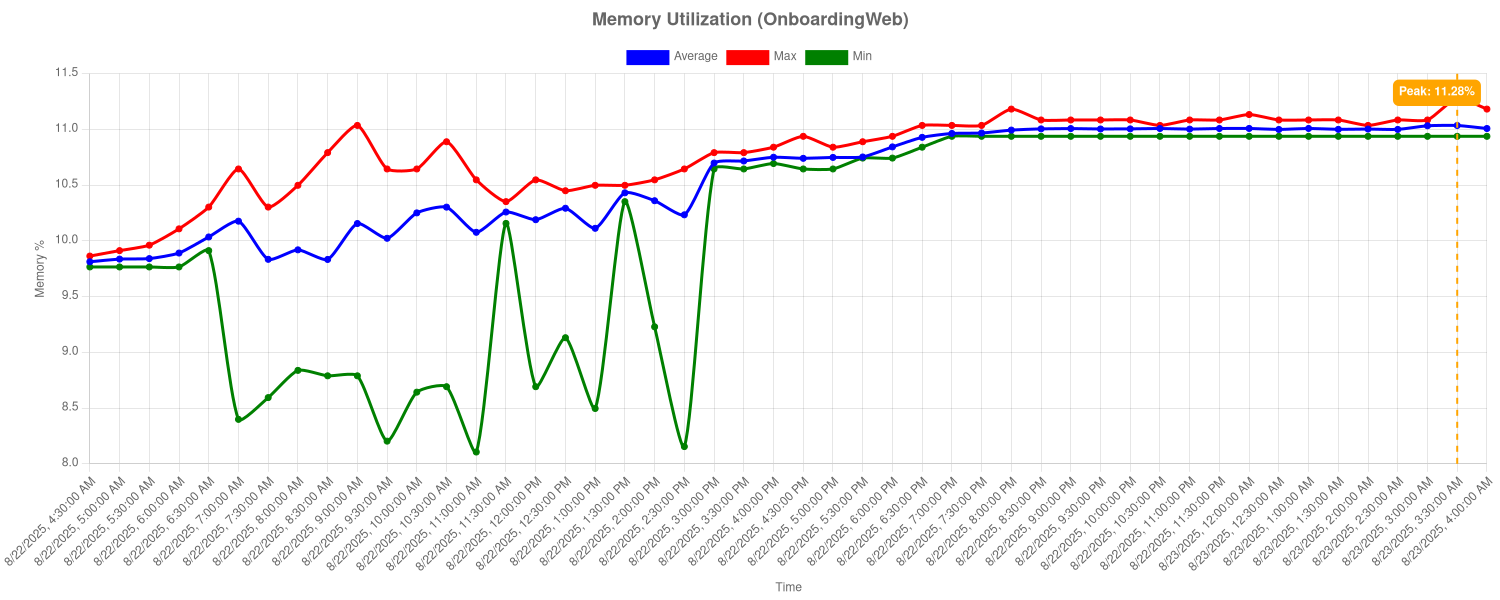 Memory Utilization (OnboardingWeb)
Average Max Min
Peak: 11.28%
Memory %
11.5
11.0
10.5
10.0
9.5
9.0
8.5
8.0
8/22/2025, 4:30:00 AM
8/22/2025, 5:00:00 AM
8/22/2025, 5:30:00 AM
8/22/2025, 6:00:00 AM
8/22/2025, 6:30:00 AM
8/22/2025, 7:00:00 AM
8/22/2025, 7:30:00 AM
8/22/2025, 8:00:00 AM
8/22/2025, 8:30:00 AM
8/22/2025, 9:00:00 AM
8/22/2025, 9:30:00 AM
8/22/2025, 10:00:00 AM
8/22/2025, 10:30:00 AM
8/22/2025, 11:00:00 AM
8/22/2025, 11:30:00 AM
8/22/2025, 12:00:00 PM
8/22/2025, 12:30:00 PM
8/22/2025, 1:00:00 PM
8/22/2025, 1:30:00 PM
8/22/2025, 2:00:00 PM
8/22/2025, 2:30:00 PM
8/22/2025, 3:00:00 PM
8/22/2025, 3:30:00 PM
8/22/2025, 4:00:00 PM
8/22/2025, 4:30:00 PM
8/22/2025, 5:00:00 PM
8/22/2025, 5:30:00 PM
8/22/2025, 6:00:00 PM
8/22/2025, 6:30:00 PM
8/22/2025, 7:00:00 PM
8/22/2025, 7:30:00 PM
8/22/2025, 8:00:00 PM
8/22/2025, 8:30:00 PM
8/22/2025, 9:00:00 PM
8/22/2025, 9:30:00 PM
8/22/2025, 10:00:00 PM
8/22/2025, 10:30:00 PM
8/22/2025, 11:00:00 PM
8/22/2025, 11:30:00 PM
8/23/2025, 12:00:00 AM
8/23/2025, 12:30:00 AM
8/23/2025, 1:00:00 AM
8/23/2025, 1:30:00 AM
8/23/2025, 2:00:00 AM
8/23/2025, 2:30:00 AM
8/23/2025, 3:00:00 AM
8/23/2025, 3:30:00 AM
8/23/2025, 4:00:00 AM
Time